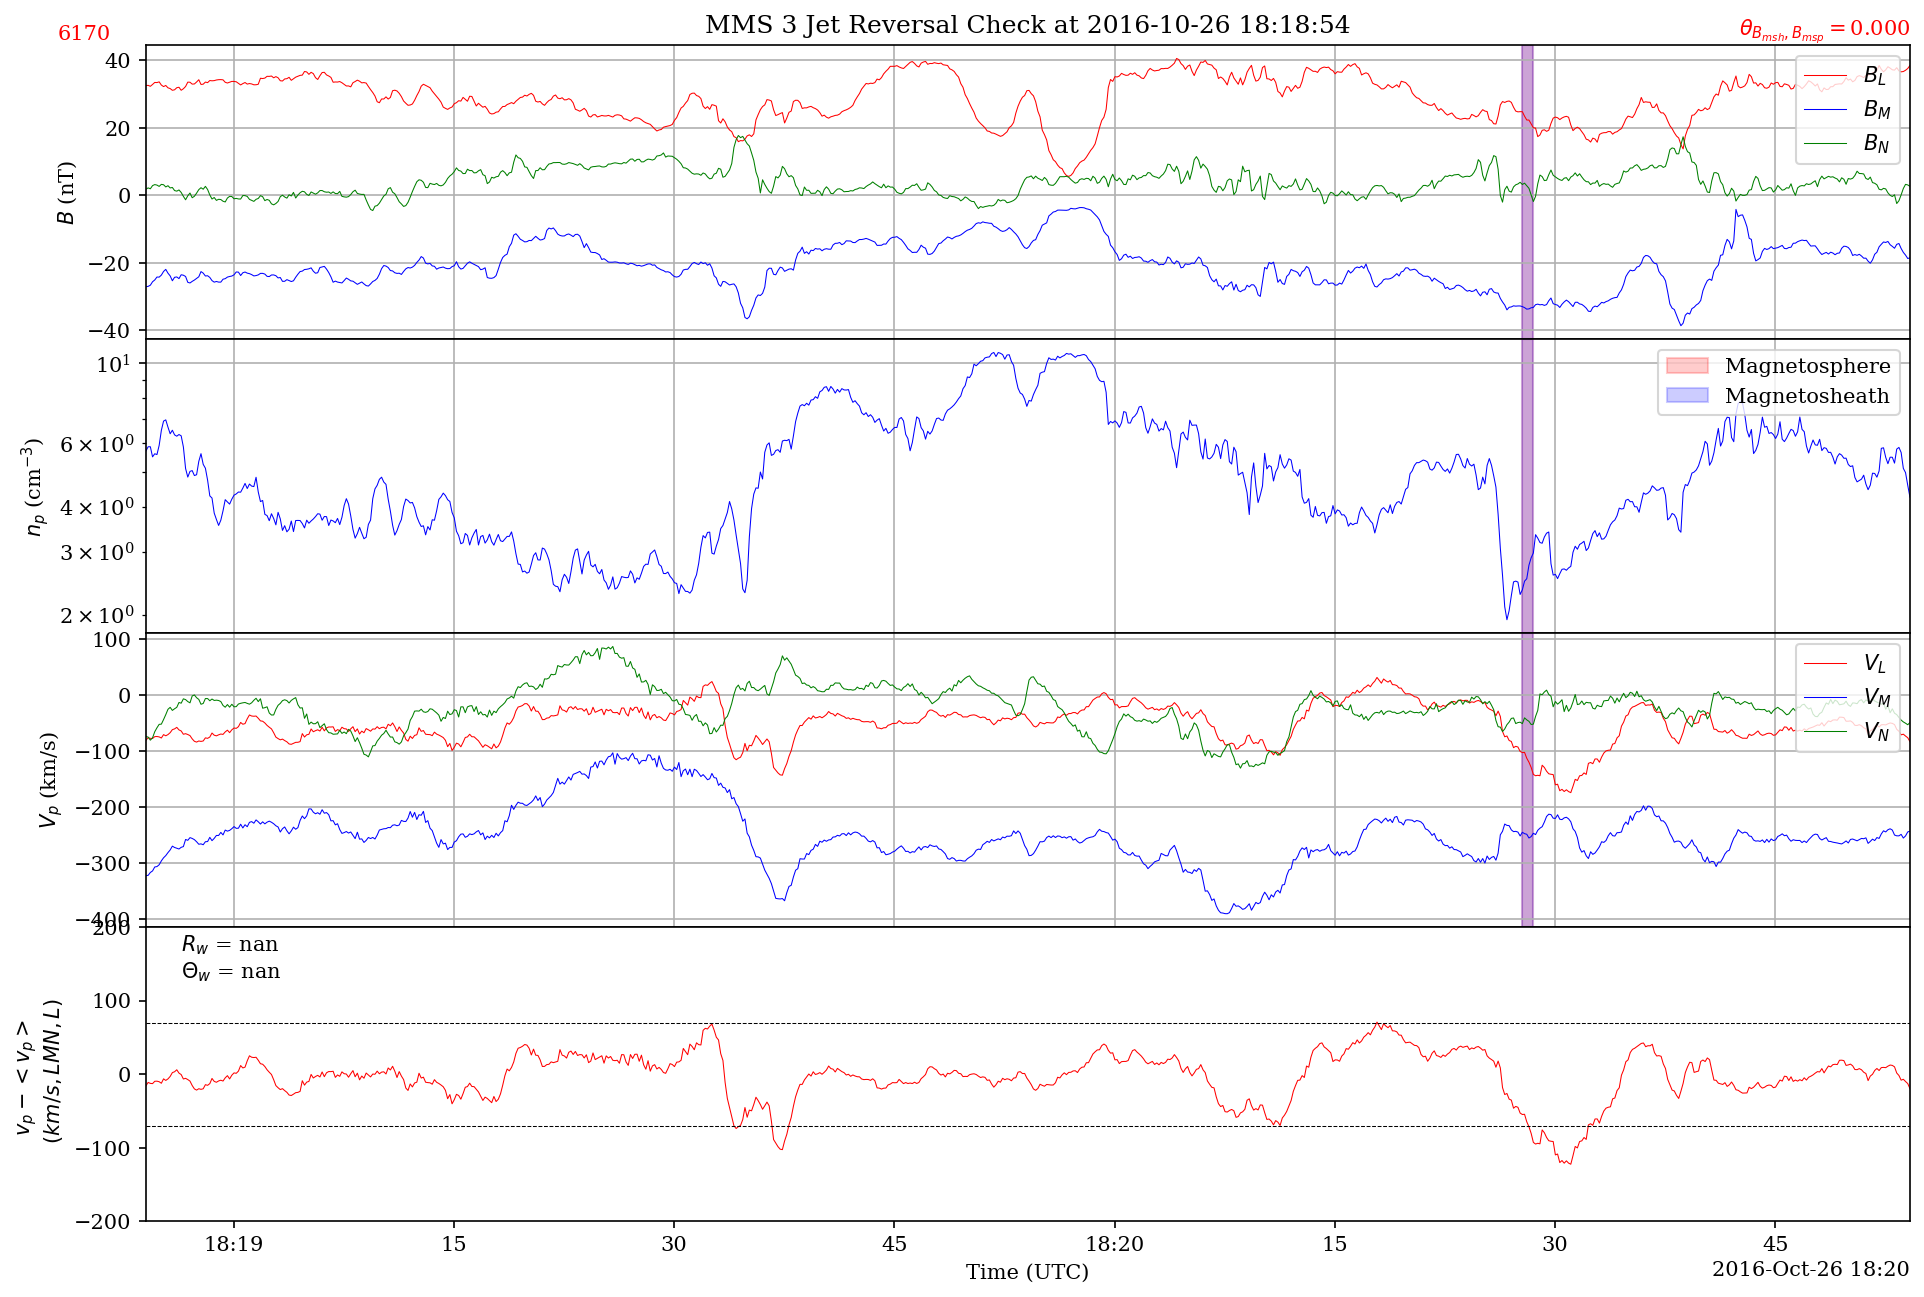 MMS 3 Jet Reversal Check at 2016-10-26 18:18:54
6170
θ_{B_{msh}, B_{msp}} = 0.000
40
20
0
−20
−40
B (nT)
B_L
B_M
B_N
10^1
6 × 10^0
4 × 10^0
3 × 10^0
2 × 10^0
n_p (cm^{−3})
Magnetosphere
Magnetosheath
100
0
−100
−200
−300
−400
V_p (km/s)
V_L
V_M
V_N
200
100
0
−100
−200
v_p − < v_p >
(km/s, LMN, L)
R_w = nan
Θ_w = nan
18:19 15 30 45 18:20 15 30 45
Time (UTC)
2016-Oct-26 18:20